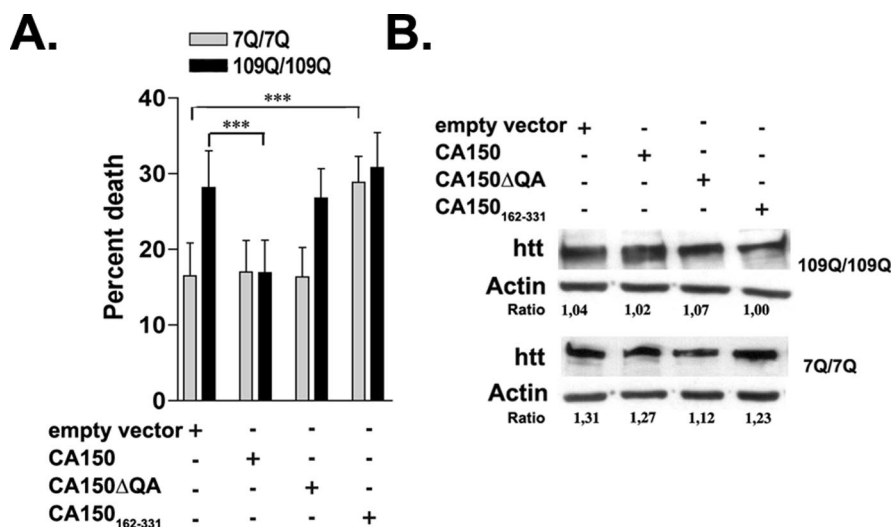 A.
7Q/7Q
109Q/109Q
40
30
20
10
0
Percent death
***
***
empty vector + - - -
CA150 - + - -
CA150ΔQA - - + -
CA150162-331 - - - +
B.
empty vector + - - -
CA150 - + - -
CA150ΔQA - - + -
CA150162-331 - - - +
htt 109Q/109Q
Actin
Ratio 1,04 1,02 1,07 1,00
htt 7Q/7Q
Actin
Ratio 1,31 1,27 1,12 1,23